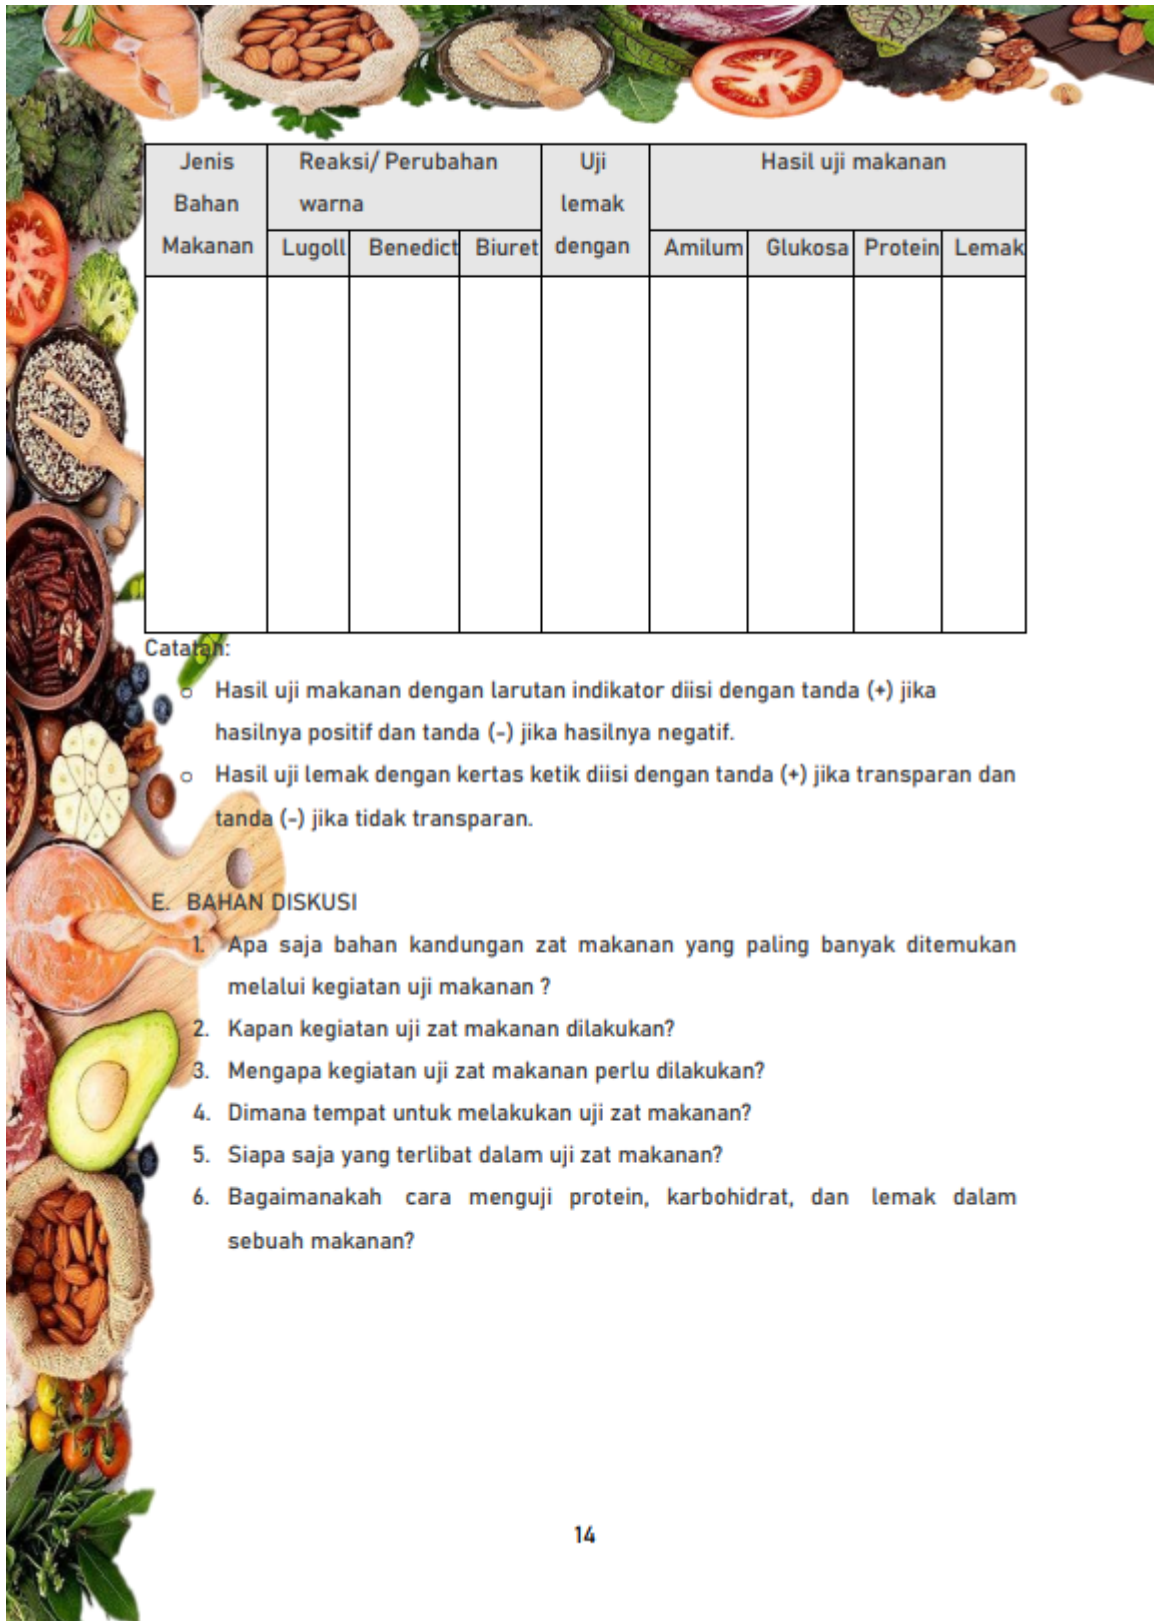 Jenis Bahan Makanan
Reaksi/ Perubahan warna
Uji lemak dengan
Hasil uji makanan
Lugoll Benedict Biuret Amilum Glukosa Protein Lemak
Catatan:
o Hasil uji makanan dengan larutan indikator diisi dengan tanda (+) jika
hasilnya positif dan tanda (-) jika hasilnya negatif.
o Hasil uji lemak dengan kertas ketik diisi dengan tanda (+) jika transparan dan
tanda (-) jika tidak transparan.
E. BAHAN DISKUSI
1. Apa saja bahan kandungan zat makanan yang paling banyak ditemukan
melalui kegiatan uji makanan ?
2. Kapan kegiatan uji zat makanan dilakukan?
3. Mengapa kegiatan uji zat makanan perlu dilakukan?
4. Dimana tempat untuk melakukan uji zat makanan?
5. Siapa saja yang terlibat dalam uji zat makanan?
6. Bagaimanakah cara menguji protein, karbohidrat, dan lemak dalam
sebuah makanan?
14